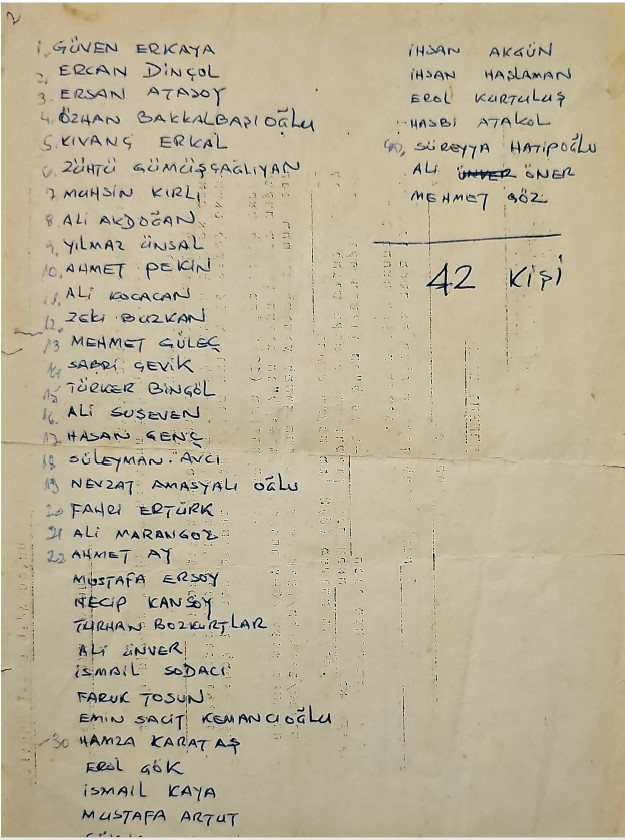 2
1. GÜVEN ERKAYA
2. ERCAN DİNÇOL
3. ERSAN ATASOY
4. ÖZHAN BAKKALBAŞIOĞLU
5. KIVANÇ ERKAL
6. ZÜHTÜ GÜMÜŞÇAĞLIYAN
7. MUHSİN KIRLI
8. ALİ AKDOĞAN
9. YILMAZ ÜNSAL
10. AHMET PEKİN
11. ALİ KOCACAN
12. ZEKİ BOZKAN
13 MEHMET GÜLEÇ
14 SABRİ ÇEVİK
15 TÜRKER BİNGÖL
16. ALİ SUSEVEN
17. HASAN GENÇ
18 SÜLEYMAN AVCI
19 NEVZAT AMASYALI OĞLU
20 FAHRİ ERTÜRK
21 ALİ MARANGOZ
22 AHMET AY
MUSTAFA ERSOY
NECİP KANSOY
TURHAN BOZKURTLAR
ALİ ÜNVER
İSMAİL SODACI
FARUK TOSUN
EMİN SACİT KEMANCIOĞLU
30 HAMZA KARATAŞ
EROL GÖK
İSMAİL KAYA
MUSTAFA ARTUT
İHSAN AKGÜN
İHSAN HASLAMAN
EROL KURTULUŞ
HASBİ ATAKOL
40, SÜREYYA HATİPOĞLU
ALİ ÜNVER ÖNER
MEHMET GÖZ
42 KİŞİ